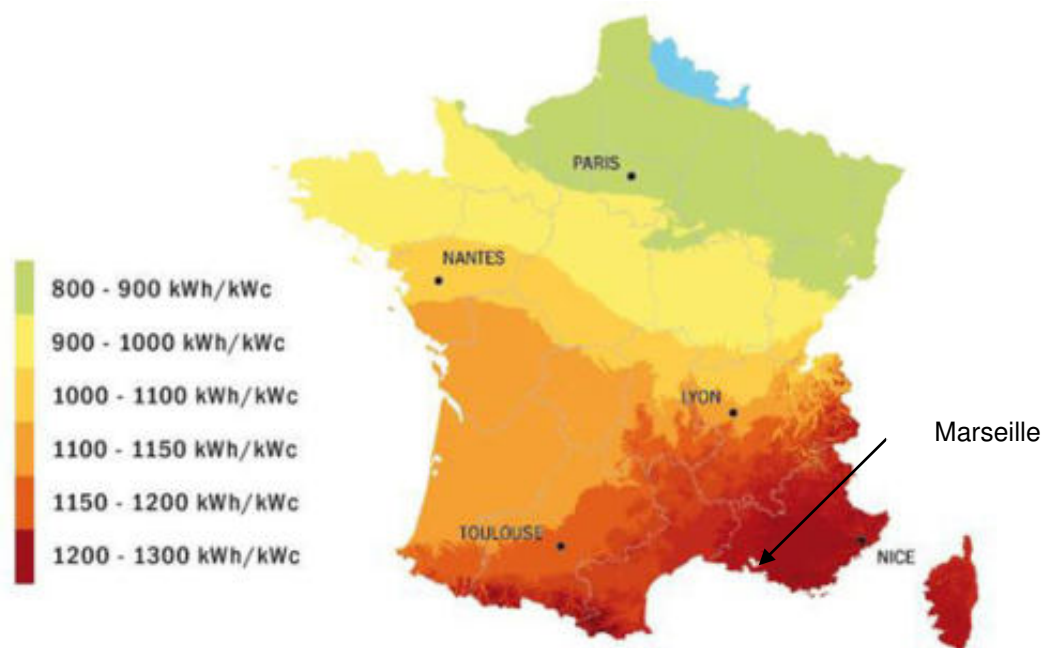 PARIS
NANTES
800 - 900 kWh/kWc
900 - 1000 kWh/kWc
1000 - 1100 kWh/kWc
LYON
1100 - 1150 kWh/kWc
Marseille
1150 - 1200 kWh/kWc
TOULOUSE
1200 - 1300 kWh/kWc
NICE